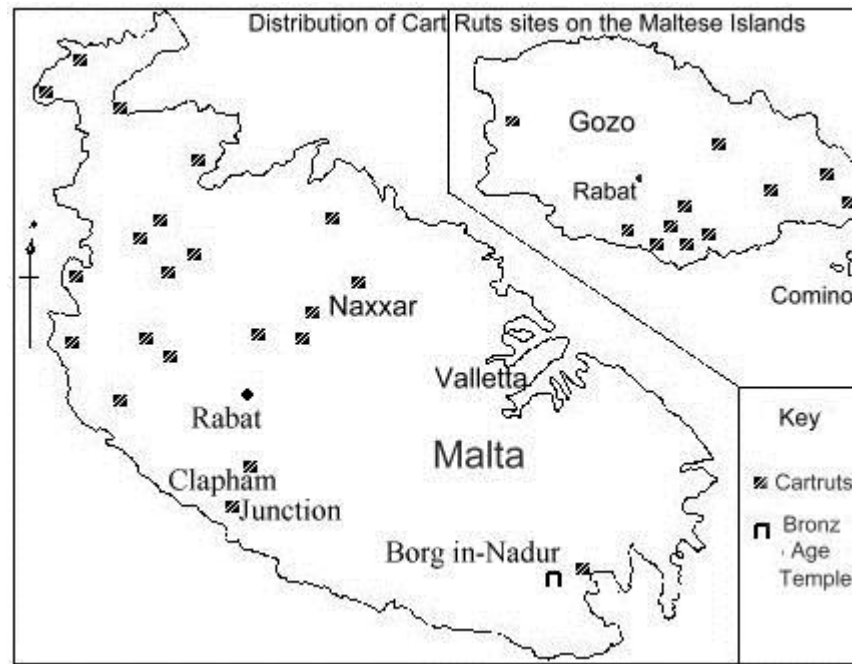 Distribution of Cart Ruts sites on the Maltese Islands
Gozo
Rabat
Comino
Naxxar
Valletta
Rabat
Malta
Clapham
Junction
Borg in-Nadur
Key
Cartruts
Bronz
Age
Temple